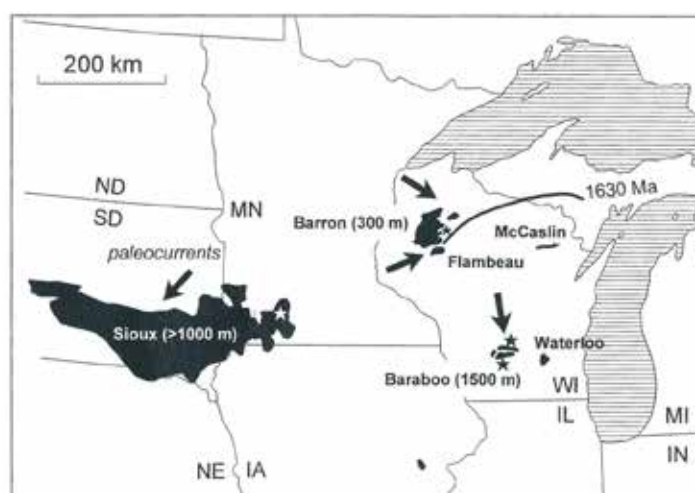 200 km
ND
SD
MN
1630 Ma
Barron (300 m)
McCaslin
paleocurrents
Flambeau
Sioux (>1000 m)
Waterloo
Baraboo (1500 m)
WI
IL
MI
IN
NE
IA